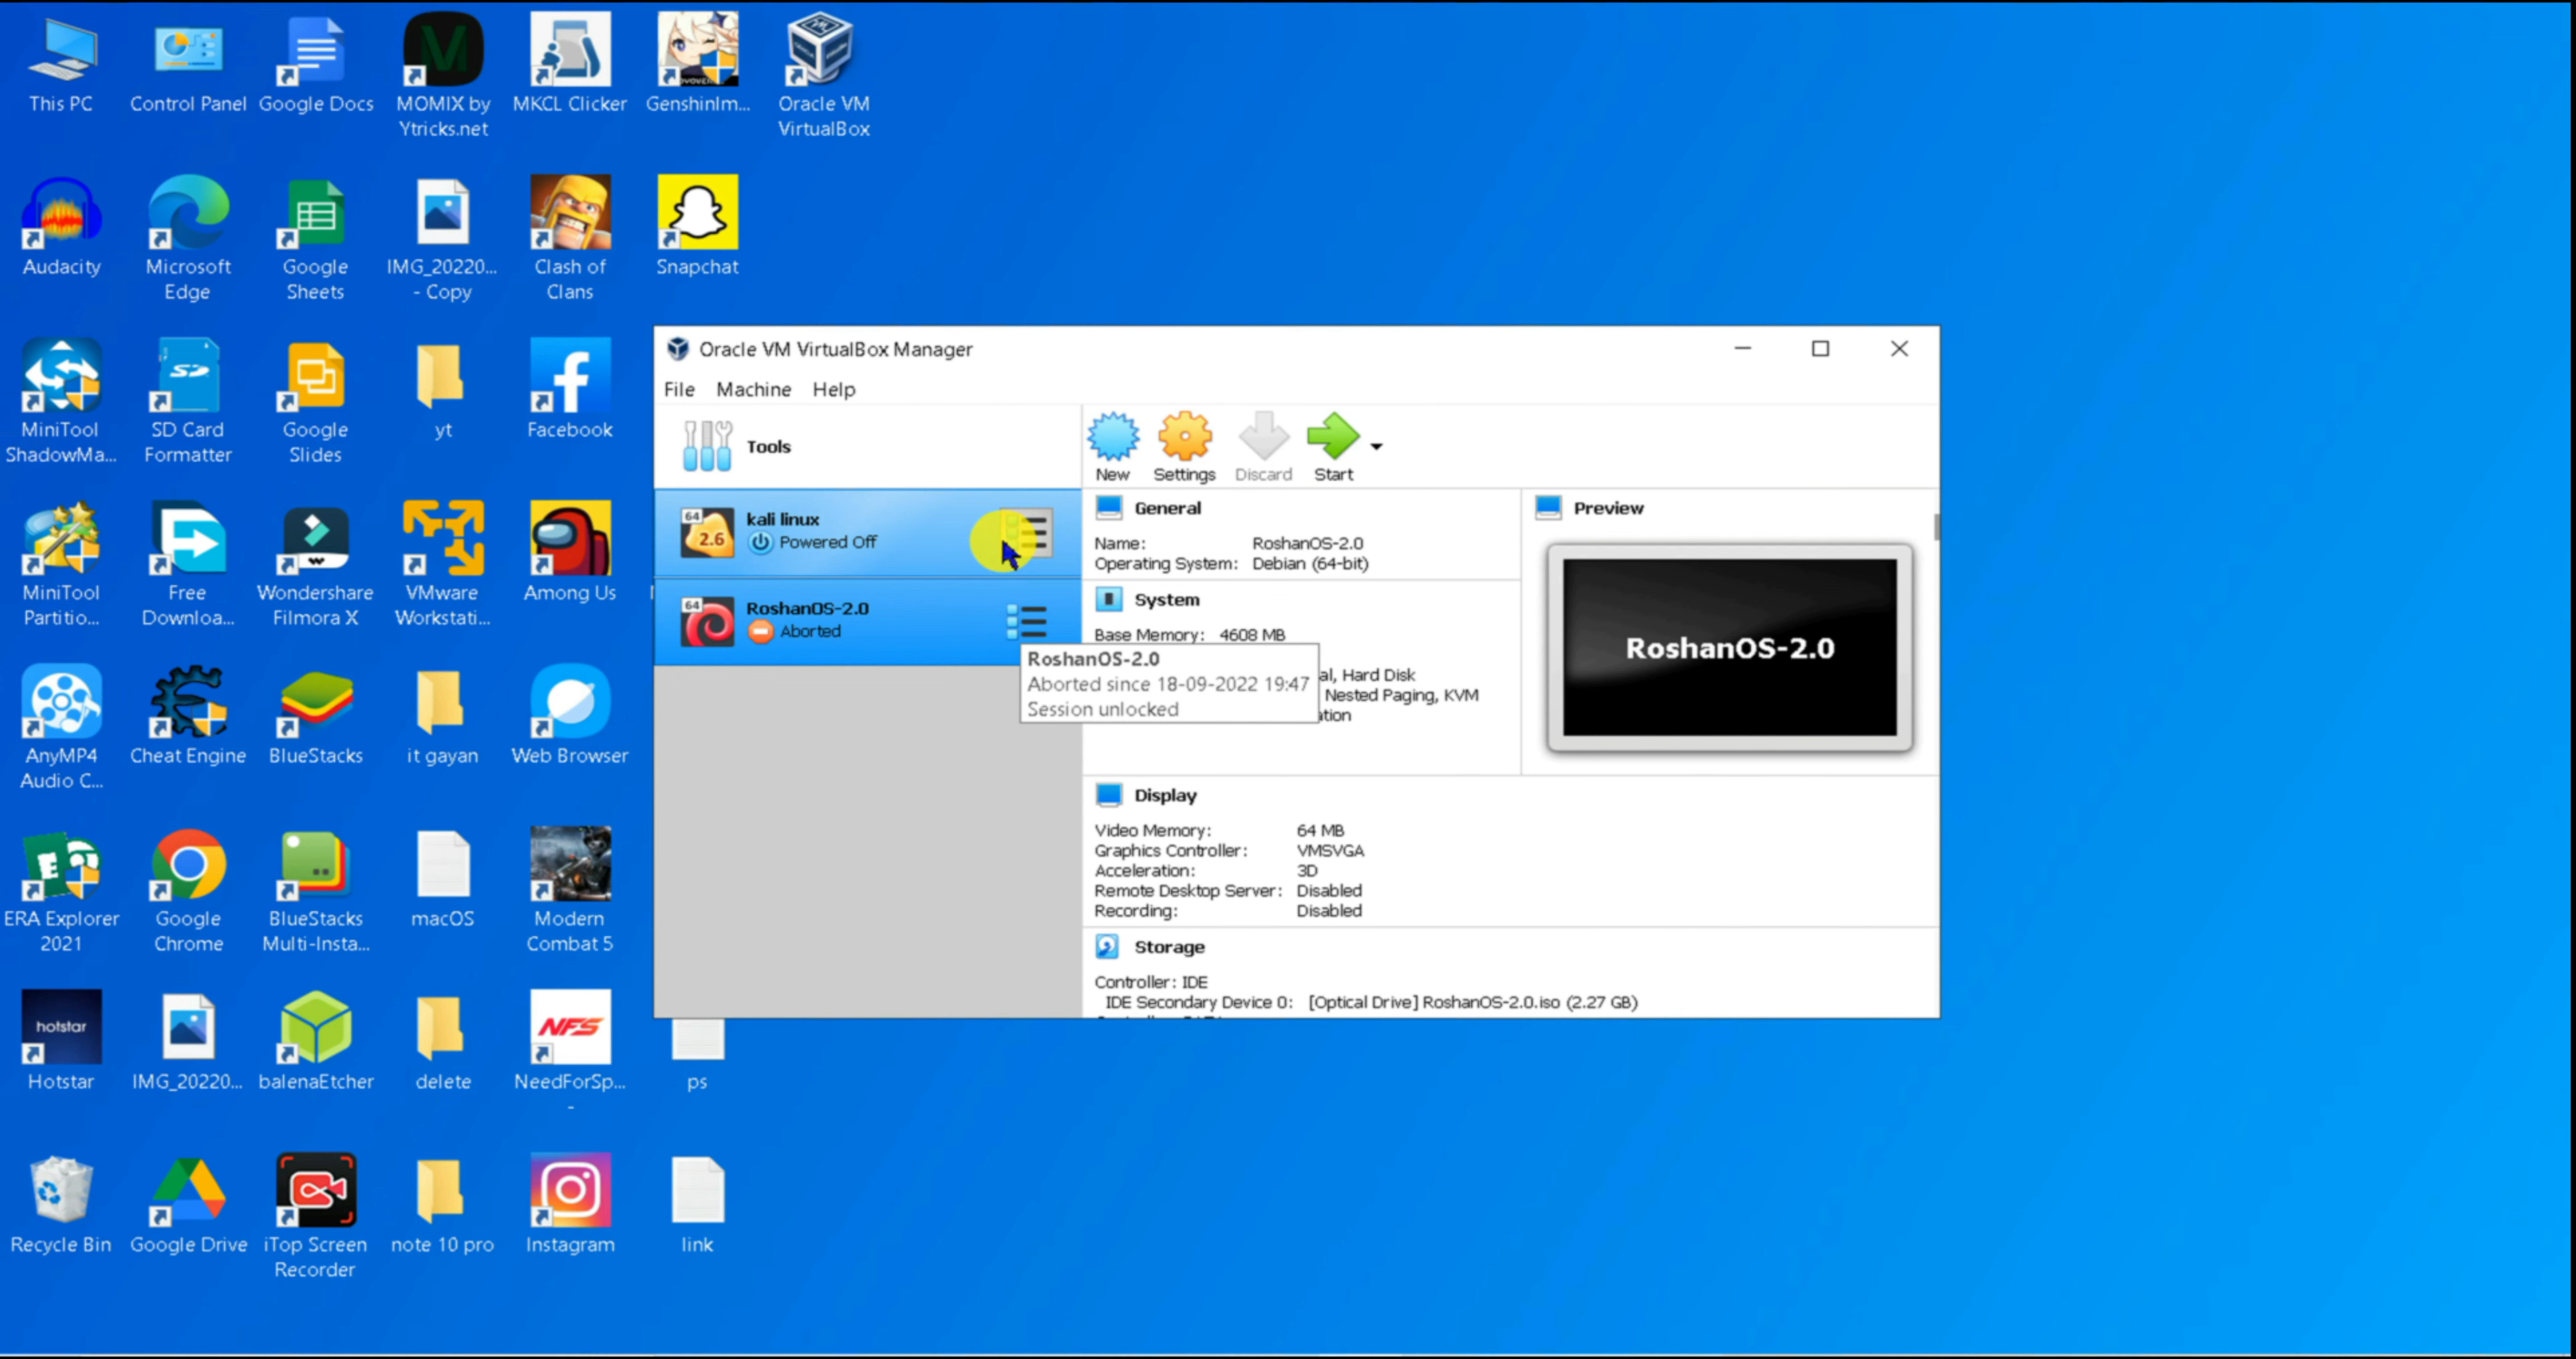 This PC
Control Panel
Google Docs
MOMIX by
Ytricks.net
MKCL Clicker
GenshinIm...
Oracle VM
VirtualBox
Audacity
Microsoft
Edge
Google
Sheets
IMG_20220...
- Copy
Clash of
Clans
Snapchat
MiniTool
ShadowMa...
SD Card
Formatter
Google
Slides
yt
Facebook
MiniTool
Partitio...
Free
Downloa...
Wondershare
Filmora X
VMware
Workstati...
Among Us
AnyMP4
Audio C...
Cheat Engine
BlueStacks
it gayan
Web Browser
ERA Explorer
2021
Google
Chrome
BlueStacks
Multi-Insta...
macOS
Modern
Combat 5
hotstar
Hotstar
IMG_20220...
balenaEtcher
delete
NFS
NeedForSp...
-
ps
Recycle Bin
Google Drive
iTop Screen
Recorder
note 10 pro
Instagram
link
Oracle VM VirtualBox Manager
File Machine Help
Tools
New Settings Discard Start
64
2.6
kali linux
Powered Off
64
RoshanOS-2.0
Aborted
RoshanOS-2.0
Aborted since 18-09-2022 19:47
Session unlocked
General
Name: RoshanOS-2.0
Operating System: Debian (64-bit)
System
Base Memory: 4608 MB
al, Hard Disk
Nested Paging, KVM
ation
Preview
RoshanOS-2.0
Display
Video Memory: 64 MB
Graphics Controller: VMSVGA
Acceleration: 3D
Remote Desktop Server: Disabled
Recording: Disabled
Storage
Controller: IDE
IDE Secondary Device 0: [Optical Drive] RoshanOS-2.0.iso (2.27 GB)